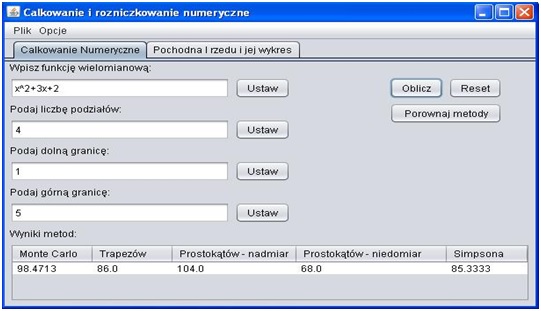 Calkowanie i rozniczkowanie numeryczne
Plik Opcje
Calkowanie Numeryczne Pochodna I rzedu i jej wykres
Wpisz funkcję wielomianową:
x^2+3x+2 Ustaw Oblicz Reset
Podaj liczbę podziałów: Porownaj metody
4 Ustaw
Podaj dolną granicę:
1 Ustaw
Podaj górną granicę:
5 Ustaw
Wyniki metod:
Monte Carlo Trapezów Prostokątów - nadmiar Prostokątów - niedomiar Simpsona
98.4713 86.0 104.0 68.0 85.3333